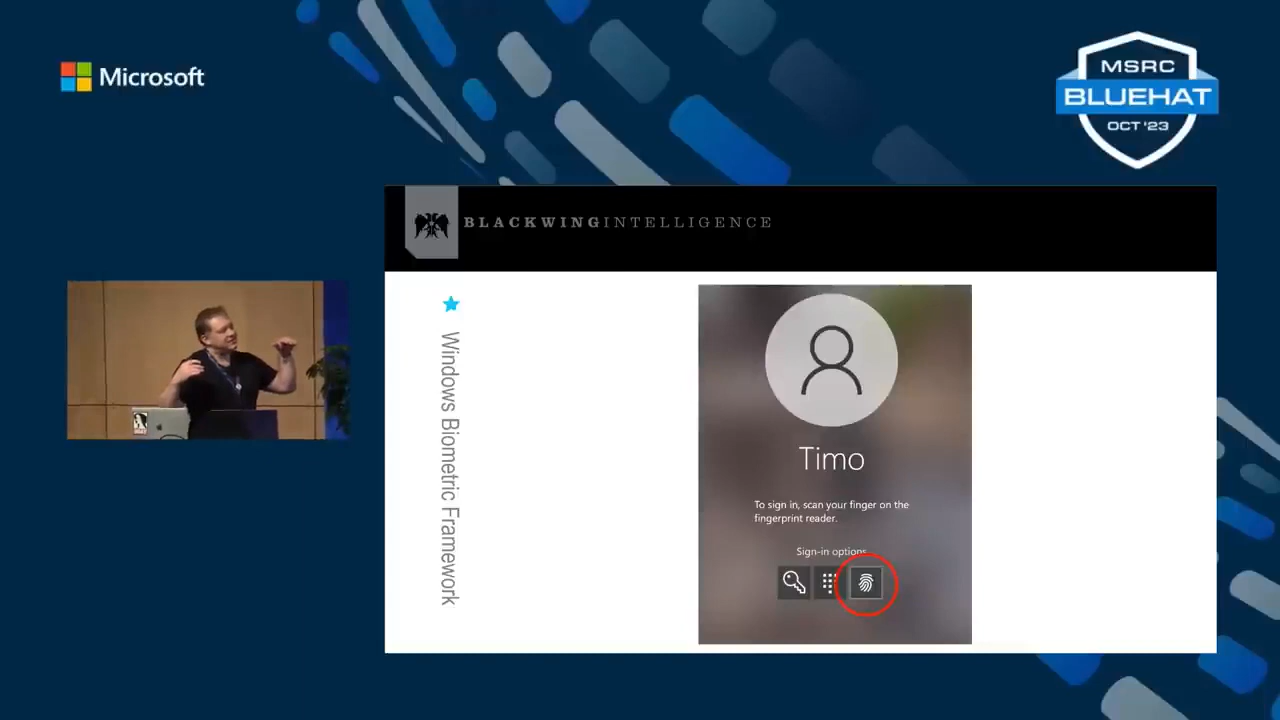 Microsoft
MSRC
BLUEHAT
OCT '23
BLACKWINGINTELLIGENCE
Windows Biometric Framework
Timo
To sign in, scan your finger on the
fingerprint reader.
Sign-in options